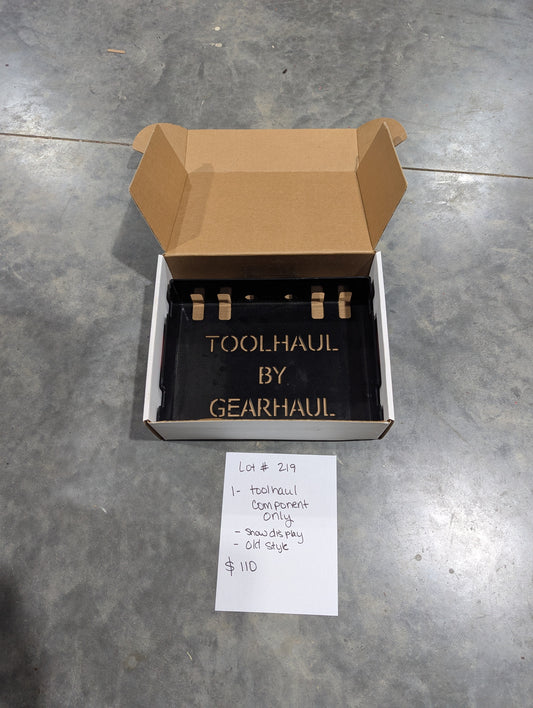 TOOLHAUL
BY
GEARHAUL
Lot # 219
1- toolhaul
component
only
- Show display
- Old Style
$ 110